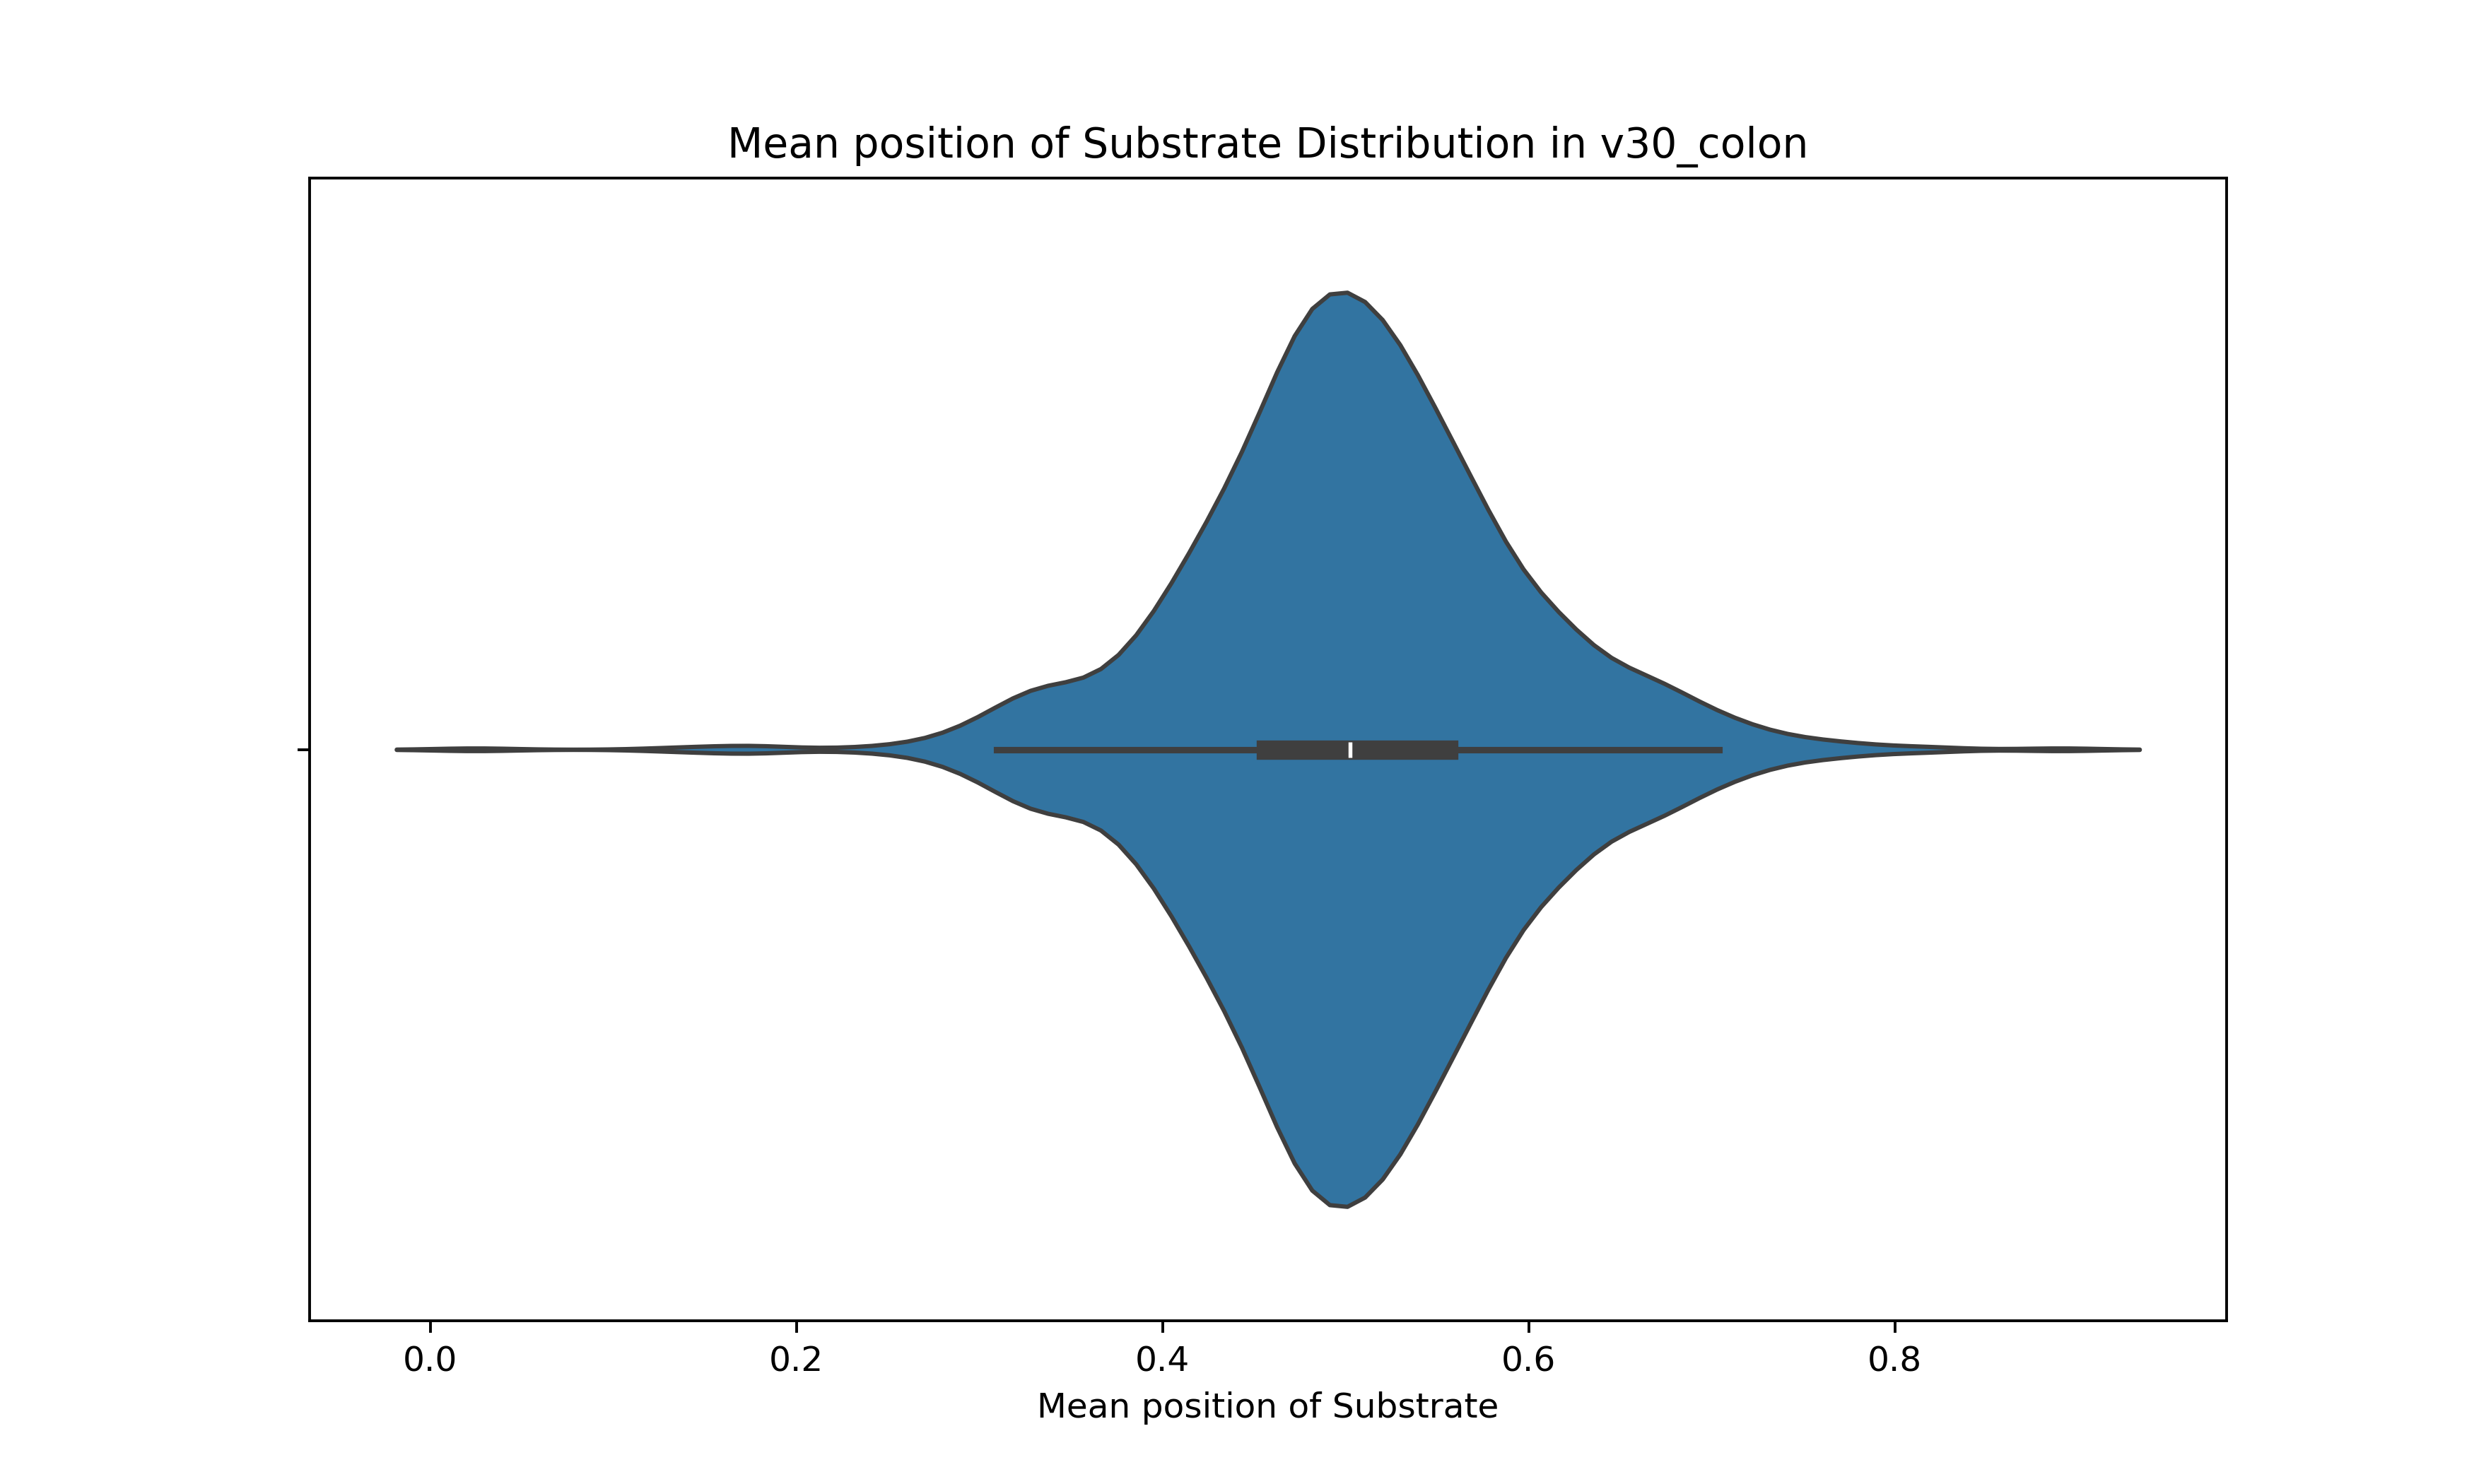 Mean position of Substrate Distribution in v30_colon
0.0 0.2 0.4 0.6 0.8
Mean position of Substrate